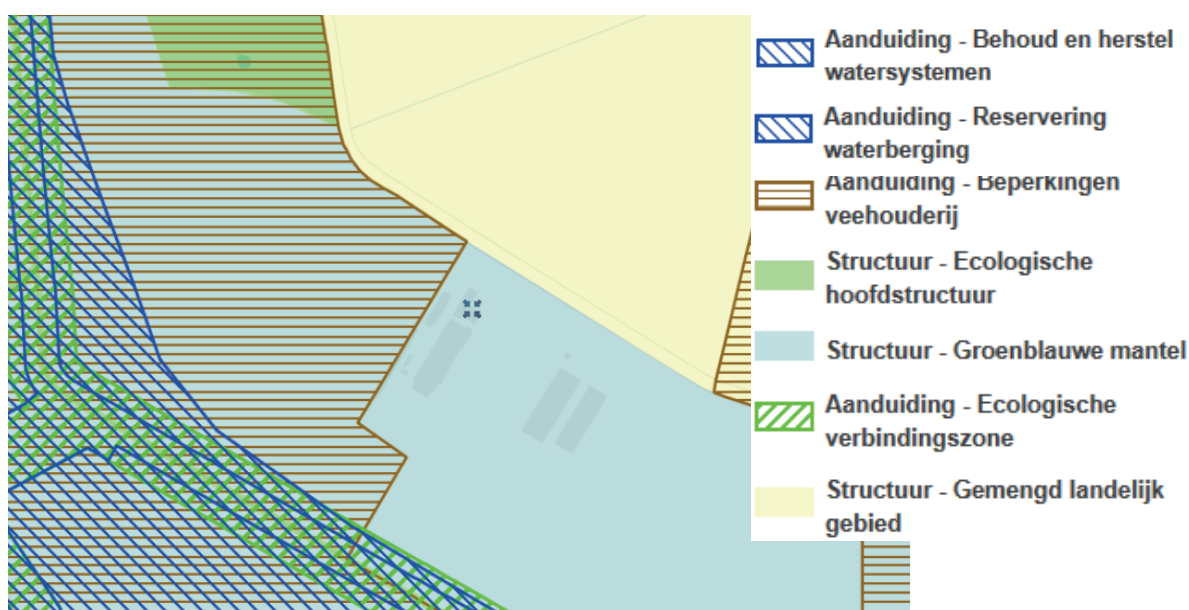 Aanduiding - Behoud en herstel
watersystemen
Aanduiding - Reservering
waterberging
Aanduiding - Beperkingen
veehouderij
Structuur - Ecologische
hoofdstructuur
Structuur - Groenblauwe mantel
Aanduiding - Ecologische
verbindingszone
Structuur - Gemengd landelijk
gebied